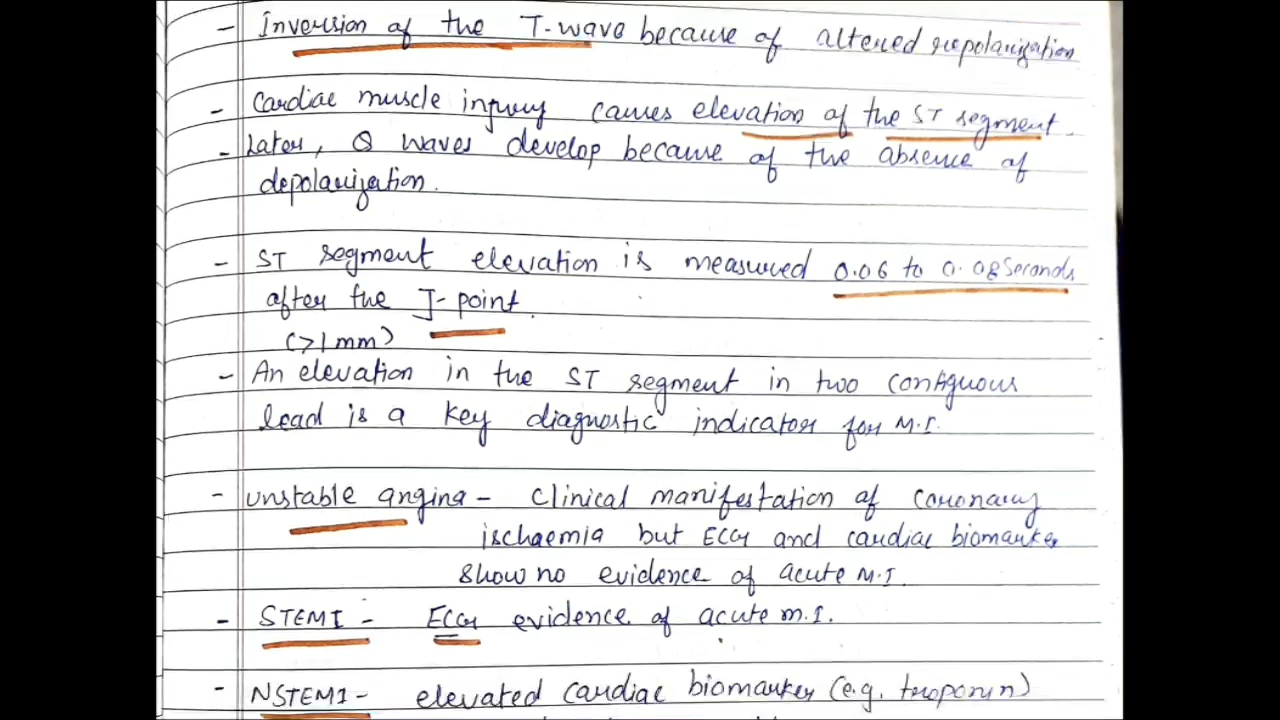 - Inversion of the T-wave because of altered repolarization
- Cardiac muscle injury causes elevation of the ST segment.
- Later, Q waves develop because of the absence of
depolarization.
- ST segment elevation is measured 0.06 to 0.08 seconds
after the J-point.
(>1mm)
- An elevation in the ST segment in two contiguous
lead is a key diagnostic indicator for M.I.
- unstable angina - clinical manifestation of coronary
ischaemia but ECG and cardiac biomarker
show no evidence of acute M.I.
- STEMI - ECG evidence of acute m.I.
- NSTEMI - elevated cardiac biomarker (e.g. troponin)